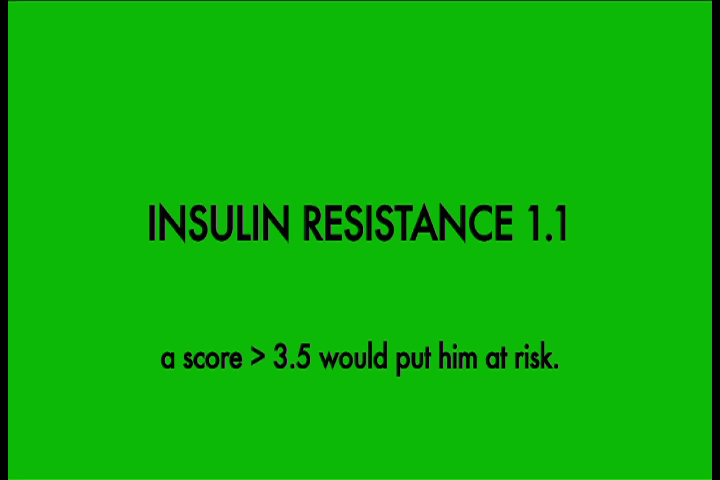 INSULIN RESISTANCE 1.1
a score > 3.5 would put him at risk.